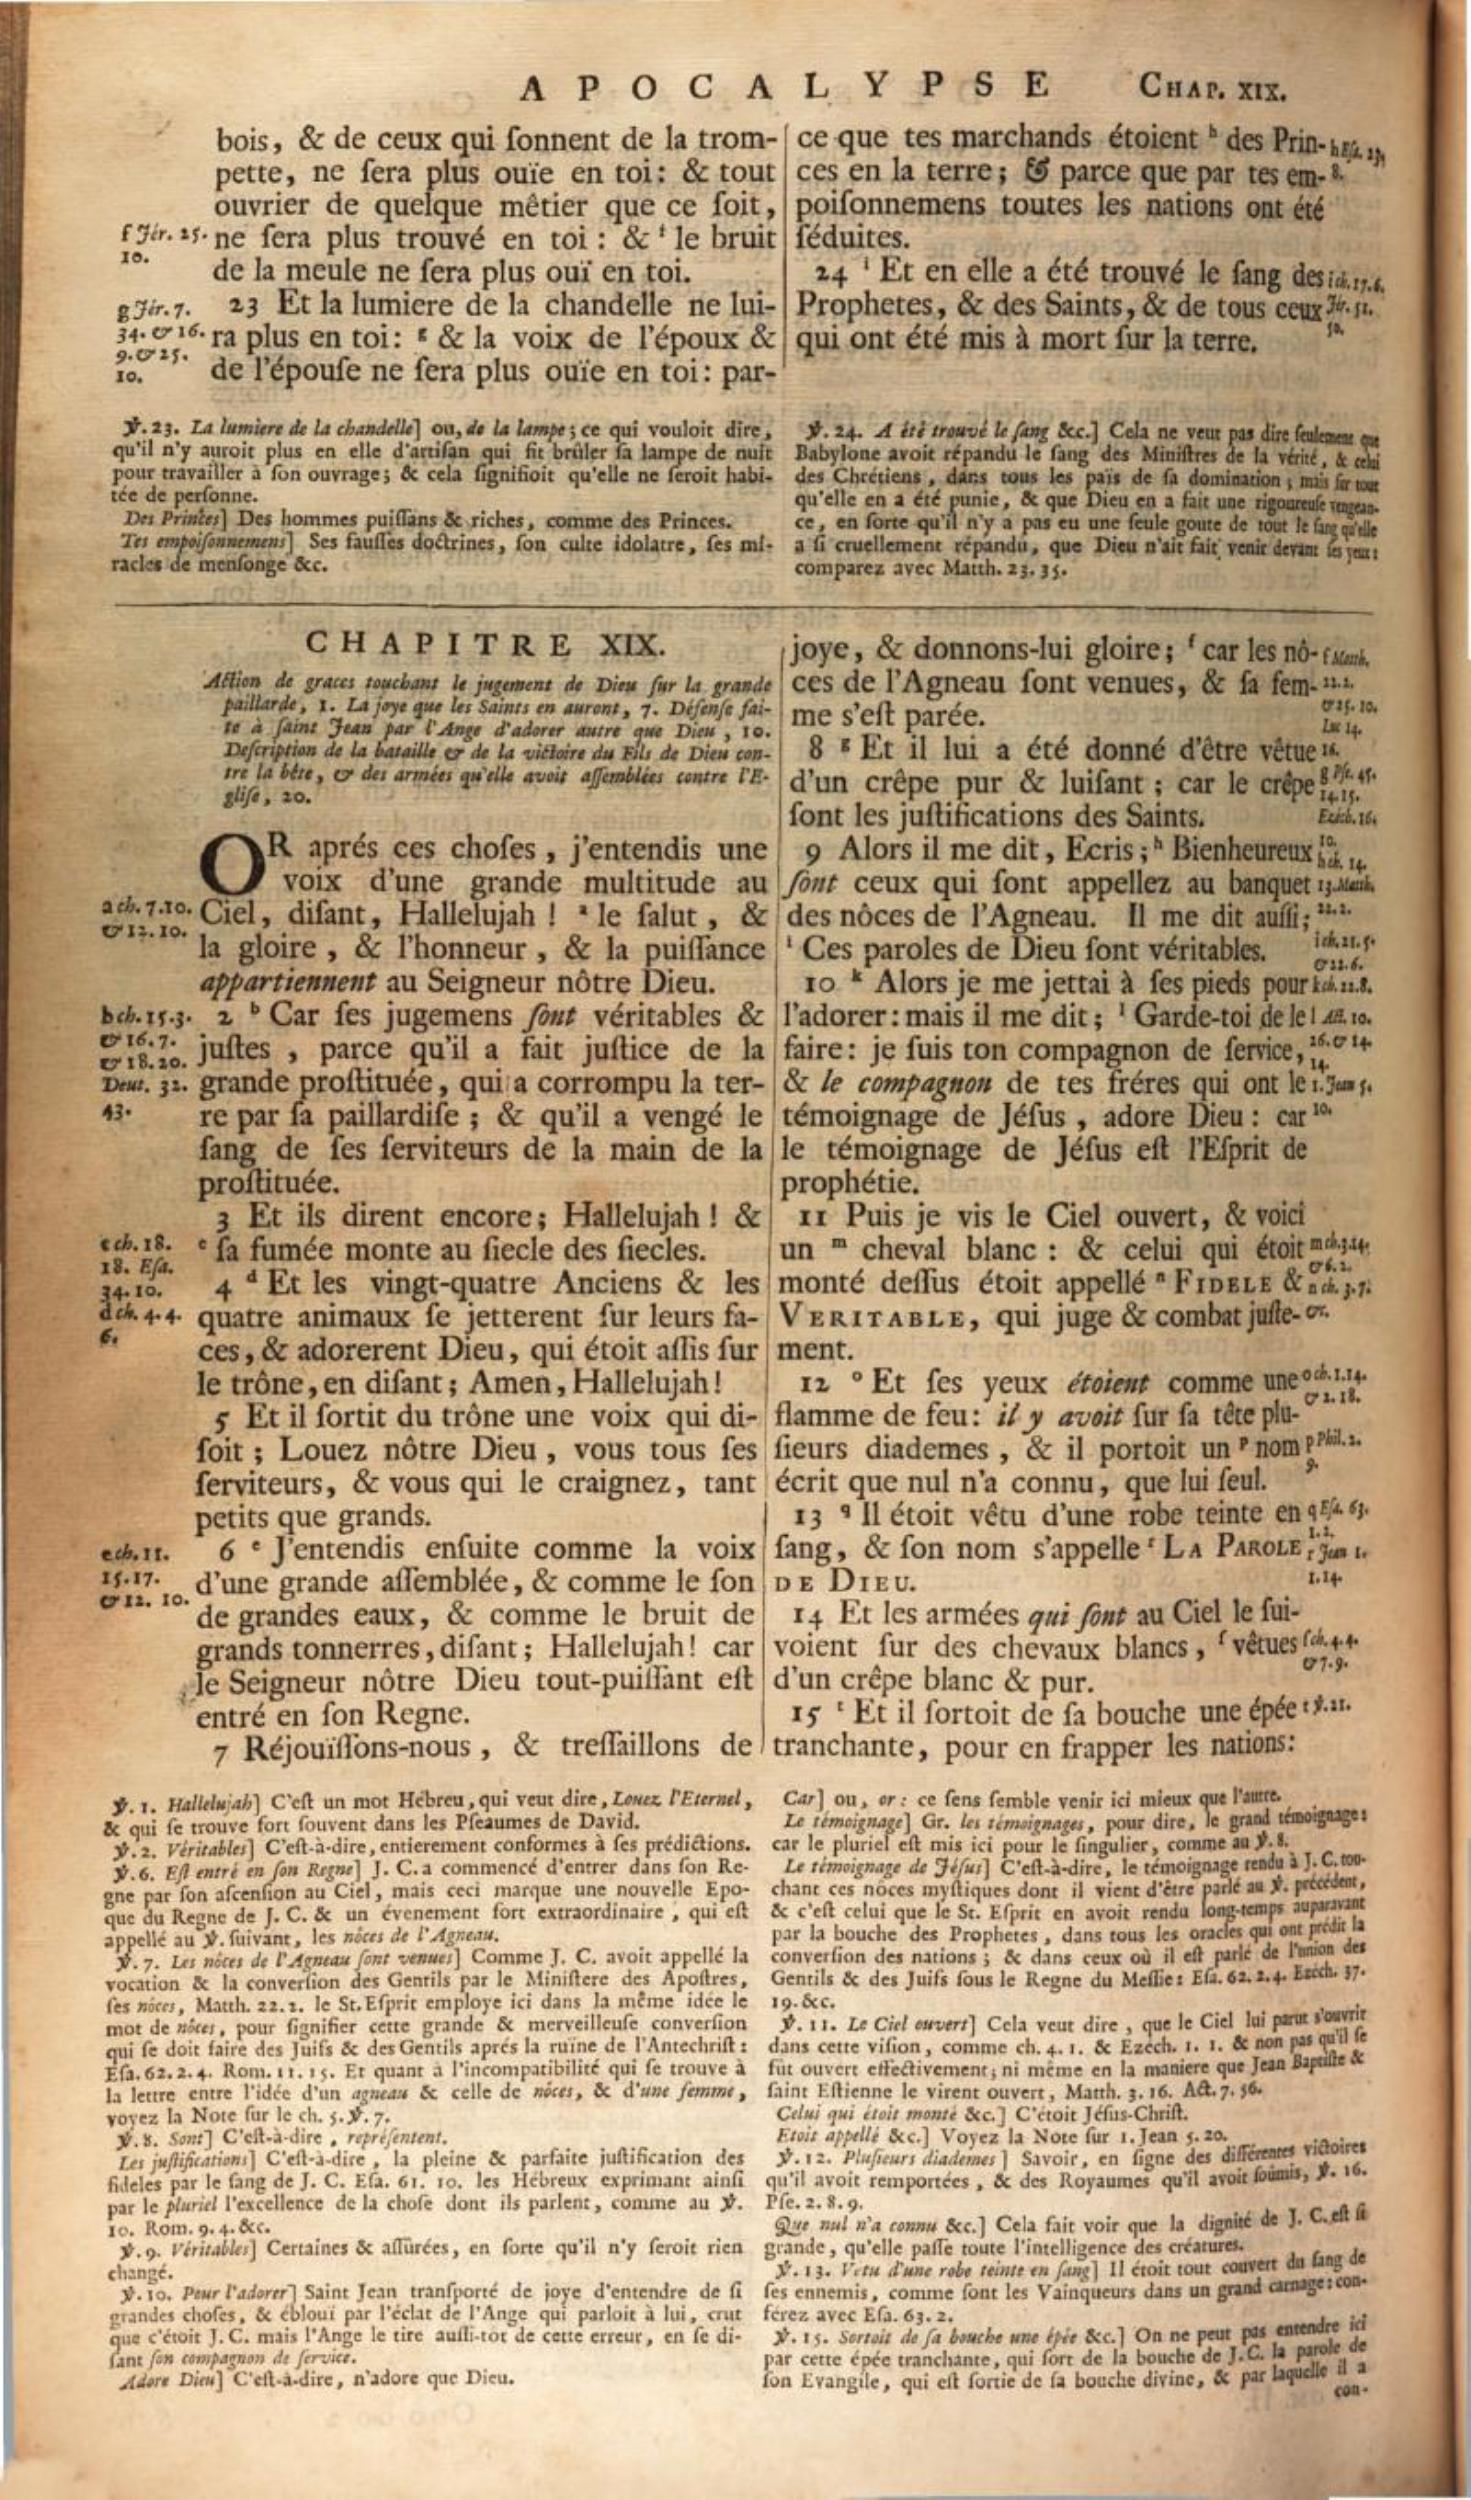 APOCALYPSE CHAP. XIX.
bois, & de ceux qui ſonnent de la trom-
pette, ne ſera plus ouïe en toi: & tout
ouvrier de quelque mêtier que ce ſoit,
ne ſera plus trouvé en toi : & f le bruit
de la meule ne ſera plus ouï en toi.
23 Et la lumiere de la chandelle ne lui-
ra plus en toi: g & la voix de l'époux &
de l'épouſe ne ſera plus ouïe en toi: par-
f Jér. 25.
10.
g Jér. 7.
34. & 16.
9. & 25.
10.
ce que tes marchands étoient h des Prin-
ces en la terre; & parce que par tes em-
poiſonnemens toutes les nations ont été
ſéduites.
24 i Et en elle a été trouvé le ſang des
Prophetes, & des Saints, & de tous ceux
qui ont été mis à mort ſur la terre.
h Eſa. 23.
8.
i ch. 17. 6.
Jér. 51.
ỳ. 23. La lumiere de la chandelle] ou, de la lampe; ce qui vouloit dire,
qu'il n'y auroit plus en elle d'artiſan qui fit brûler ſa lampe de nuit
pour travailler à ſon ouvrage; & cela ſignifioit qu'elle ne ſeroit habi-
tée de perſonne.
Des Princes] Des hommes puiſſans & riches, comme des Princes.
Tes empoiſonnemens] Ses fauſſes doctrines, ſon culte idolatre, ſes mi-
racles de menſonge &c.
ỳ. 24. A été trouvé le ſang &c.] Cela ne veut pas dire ſeulement que
Babylone avoit répandu le ſang des Miniſtres de la vérité, & celui
des Chrétiens, dans tous les païs de ſa domination; mais ſur tout
qu'elle en a été punie, & que Dieu en a fait une rigoureuſe vengean-
ce, en ſorte qu'il n'y a pas eu une ſeule goute de tout le ſang qu'elle
a ſi cruellement répandu, que Dieu n'ait fait venir devant ſes yeux:
comparez avec Matth. 23. 35.
CHAPITRE XIX.
Action de graces touchant le jugement de Dieu ſur la grande
paillarde, 1. La joye que les Saints en auront, 7. Défenſe fai-
te à ſaint Jean par l'Ange d'adorer autre que Dieu, 10.
Deſcription de la bataille & de la victoire du Fils de Dieu con-
tre la bête, & des armées qu'elle avoit aſſemblées contre l'E-
gliſe, 20.
OR aprés ces choſes, j'entendis une
voix d'une grande multitude au
Ciel, diſant, Hallelujah ! a le ſalut, &
la gloire, & l'honneur, & la puiſſance
appartiennent au Seigneur nôtre Dieu.
2 b Car ſes jugemens ſont véritables &
juſtes, parce qu'il a fait juſtice de la
grande proſtituée, qui a corrompu la ter-
re par ſa paillardiſe ; & qu'il a vengé le
ſang de ſes ſerviteurs de la main de la
proſtituée.
3 Et ils dirent encore; Hallelujah ! &
c ſa fumée monte au ſiecle des ſiecles.
4 d Et les vingt-quatre Anciens & les
quatre animaux ſe jetterent ſur leurs fa-
ces, & adorerent Dieu, qui étoit aſſis ſur
le trône, en diſant; Amen, Hallelujah!
5 Et il ſortit du trône une voix qui di-
ſoit ; Louez nôtre Dieu, vous tous ſes
ſerviteurs, & vous qui le craignez, tant
petits que grands.
6 e J'entendis enſuite comme la voix
d'une grande aſſemblée, & comme le ſon
de grandes eaux, & comme le bruit de
grands tonnerres, diſant; Hallelujah! car
le Seigneur nôtre Dieu tout-puiſſant eſt
entré en ſon Regne.
7 Réjouïſſons-nous, & treſſaillons de
a ch. 7. 10.
& 12. 10.
b ch. 15. 3.
& 16. 7.
& 18. 20.
Deut. 32.
43.
c ch. 18.
18. Eſa.
34. 10.
d ch. 4. 4.
6.
e ch. 11.
15. 17.
& 12. 10.
joye, & donnons-lui gloire; f car les nô-
ces de l'Agneau ſont venues, & ſa fem-
me s'eſt parée.
8 g Et il lui a été donné d'être vêtue
d'un crêpe pur & luiſant ; car le crêpe
ſont les juſtifications des Saints.
9 Alors il me dit, Ecris; h Bienheureux
ſont ceux qui ſont appellez au banquet
des nôces de l'Agneau. Il me dit auſſi;
i Ces paroles de Dieu ſont véritables.
10 k Alors je me jettai à ſes pieds pour
l'adorer: mais il me dit; l Garde-toi de le
faire: je ſuis ton compagnon de ſervice,
& le compagnon de tes fréres qui ont le
témoignage de Jéſus, adore Dieu: car
le témoignage de Jéſus eſt l'Eſprit de
prophétie.
11 Puis je vis le Ciel ouvert, & voici
un m cheval blanc : & celui qui étoit
monté deſſus étoit appellé n FIDELE &
VERITABLE, qui juge & combat juſte-
ment.
12 o Et ſes yeux étoient comme une
flamme de feu: il y avoit ſur ſa tête plu-
ſieurs diademes, & il portoit un p nom
écrit que nul n'a connu, que lui ſeul.
13 q Il étoit vêtu d'une robe teinte en
ſang, & ſon nom s'appelle r LA PAROLE
DE DIEU.
14 Et les armées qui ſont au Ciel le ſui-
voient ſur des chevaux blancs, ſ vêtues
d'un crêpe blanc & pur.
15 t Et il ſortoit de ſa bouche une épée
tranchante, pour en frapper les nations:
f Matth.
22. 2.
& 25. 10.
Luc 14.
16.
g Pſe. 45.
14. 15.
Ezéch. 16.
10.
h ch. 14.
13. Matth.
22. 2.
i ch. 21. 5.
& 22. 6.
k ch. 22. 8.
l Act. 10.
26. & 14.
14.
1. Jean 5.
10.
m ch. 3. 14.
& 6. 2.
n ch. 3. 7.
o ch. 1. 14.
& 2. 18.
p Phil. 2.
9.
q Eſa. 63.
1. 2.
r Jean 1.
1. 14.
ſ ch. 4. 4.
& 7. 9.
t ỳ. 21.
ỳ. 1. Hallelujah] C'eſt un mot Hébreu, qui veut dire, Louez l'Eternel,
& qui ſe trouve fort ſouvent dans les Pſeaumes de David.
ỳ. 2. Véritables] C'eſt-à-dire, entierement conformes à ſes prédictions.
ỳ. 6. Eſt entré en ſon Regne] J. C. a commencé d'entrer dans ſon Re-
gne par ſon aſcenſion au Ciel, mais ceci marque une nouvelle Epo-
que du Regne de J. C. & un évenement fort extraordinaire, qui eſt
appellé au ỳ. ſuivant, les nôces de l'Agneau.
ỳ. 7. Les nôces de l'Agneau ſont venues] Comme J. C. avoit appellé la
vocation & la converſion des Gentils par le Miniſtere des Apoſtres,
ſes nôces, Matth. 22. 2. le St. Eſprit employe ici dans la même idée le
mot de nôces, pour ſignifier cette grande & merveilleuſe converſion
qui ſe doit faire des Juifs & des Gentils aprés la ruïne de l'Antechriſt:
Eſa. 62. 2. 4. Rom. 11. 15. Et quant à l'incompatibilité qui ſe trouve à
la lettre entre l'idée d'un agneau & celle de nôces, & d'une femme,
voyez la Note ſur le ch. 5. ỳ. 7.
ỳ. 8. Sont] C'eſt-à-dire, repréſentent.
Les juſtifications] C'eſt-à-dire, la pleine & parfaite juſtification des
fideles par le ſang de J. C. Eſa. 61. 10. les Hébreux exprimant ainſi
par le pluriel l'excellence de la choſe dont ils parlent, comme au ỳ.
10. Rom. 9. 4. &c.
ỳ. 9. Véritables] Certaines & aſſûrées, en ſorte qu'il n'y ſeroit rien
changé.
ỳ. 10. Pour l'adorer] Saint Jean tranſporté de joye d'entendre de ſi
grandes choſes, & ébloui par l'éclat de l'Ange qui parloit à lui, crut
que c'étoit J. C. mais l'Ange le tire auſſi-tot de cette erreur, en ſe di-
ſant ſon compagnon de ſervice.
Adore Dieu] C'eſt-à-dire, n'adore que Dieu.
Car] ou, or: ce ſens ſemble venir ici mieux que l'autre.
Le témoignage] Gr. les témoignages, pour dire, le grand témoignage:
car le pluriel eſt mis ici pour le ſingulier, comme au ỳ. 8.
Le témoignage de Jéſus] C'eſt-à-dire, le témoignage rendu à J. C. tou-
chant ces nôces myſtiques dont il vient d'être parlé au ỳ. précédent,
& c'eſt celui que le St. Eſprit en avoit rendu long-temps auparavant
par la bouche des Prophetes, dans tous les oracles qui ont prédit la
converſion des nations; & dans ceux où il eſt parlé de l'union des
Gentils & des Juifs ſous le Regne du Meſſie: Eſa. 62. 2. 4. Ezéch. 37.
19. &c.
ỳ. 11. Le Ciel ouvert] Cela veut dire, que le Ciel lui parut s'ouvrir
dans cette viſion, comme ch. 4. 1. & Ezéch. 1. 1. & non pas qu'il ſe
fût ouvert effectivement; ni même en la maniere que Jean Baptiſte &
ſaint Eſtienne le virent ouvert, Matth. 3. 16. Act. 7. 56.
Celui qui étoit monté &c.] C'étoit Jéſus-Chriſt.
Etoit appellé &c.] Voyez la Note ſur 1. Jean 5. 20.
ỳ. 12. Pluſieurs diademes] Savoir, en ſigne des différentes victoires
qu'il avoit remportées, & des Royaumes qu'il avoit ſoumis, ỳ. 16.
Pſe. 2. 8. 9.
Que nul n'a connu &c.] Cela fait voir que la dignité de J. C. eſt ſi
grande, qu'elle paſſe toute l'intelligence des créatures.
ỳ. 13. Vêtu d'une robe teinte en ſang] Il étoit tout couvert du ſang de
ſes ennemis, comme ſont les Vainqueurs dans un grand carnage: con-
férez avec Eſa. 63. 2.
ỳ. 15. Sortoit de ſa bouche une épée &c.] On ne peut pas entendre ici
par cette épée tranchante, qui ſort de la bouche de J. C. la parole de
ſon Evangile, qui eſt ſortie de ſa bouche divine, & par laquelle il a
con-